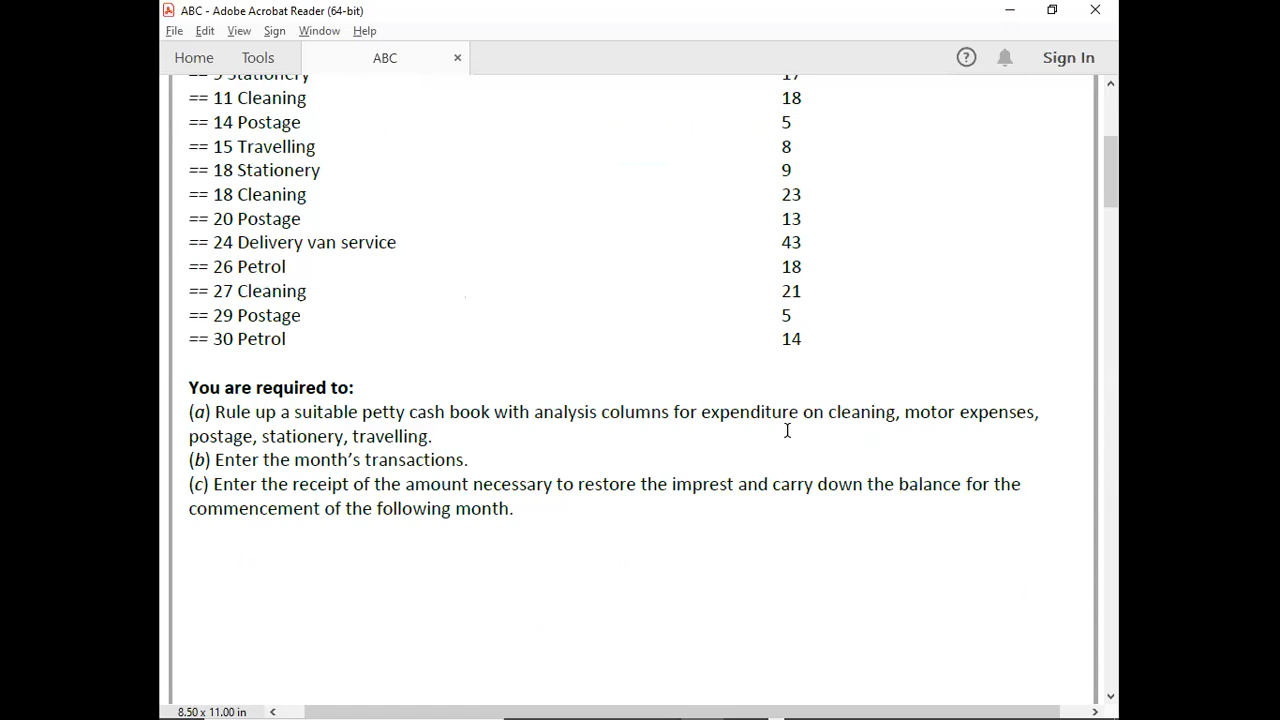 ABC - Adobe Acrobat Reader (64-bit)
File Edit View Sign Window Help
Home Tools ABC × ? Sign In
== 9 Stationery 17
== 11 Cleaning 18
== 14 Postage 5
== 15 Travelling 8
== 18 Stationery 9
== 18 Cleaning 23
== 20 Postage 13
== 24 Delivery van service 43
== 26 Petrol 18
== 27 Cleaning 21
== 29 Postage 5
== 30 Petrol 14
You are required to:
(a) Rule up a suitable petty cash book with analysis columns for expenditure on cleaning, motor expenses,
postage, stationery, travelling.
(b) Enter the month’s transactions.
(c) Enter the receipt of the amount necessary to restore the imprest and carry down the balance for the
commencement of the following month.
8.50 x 11.00 in